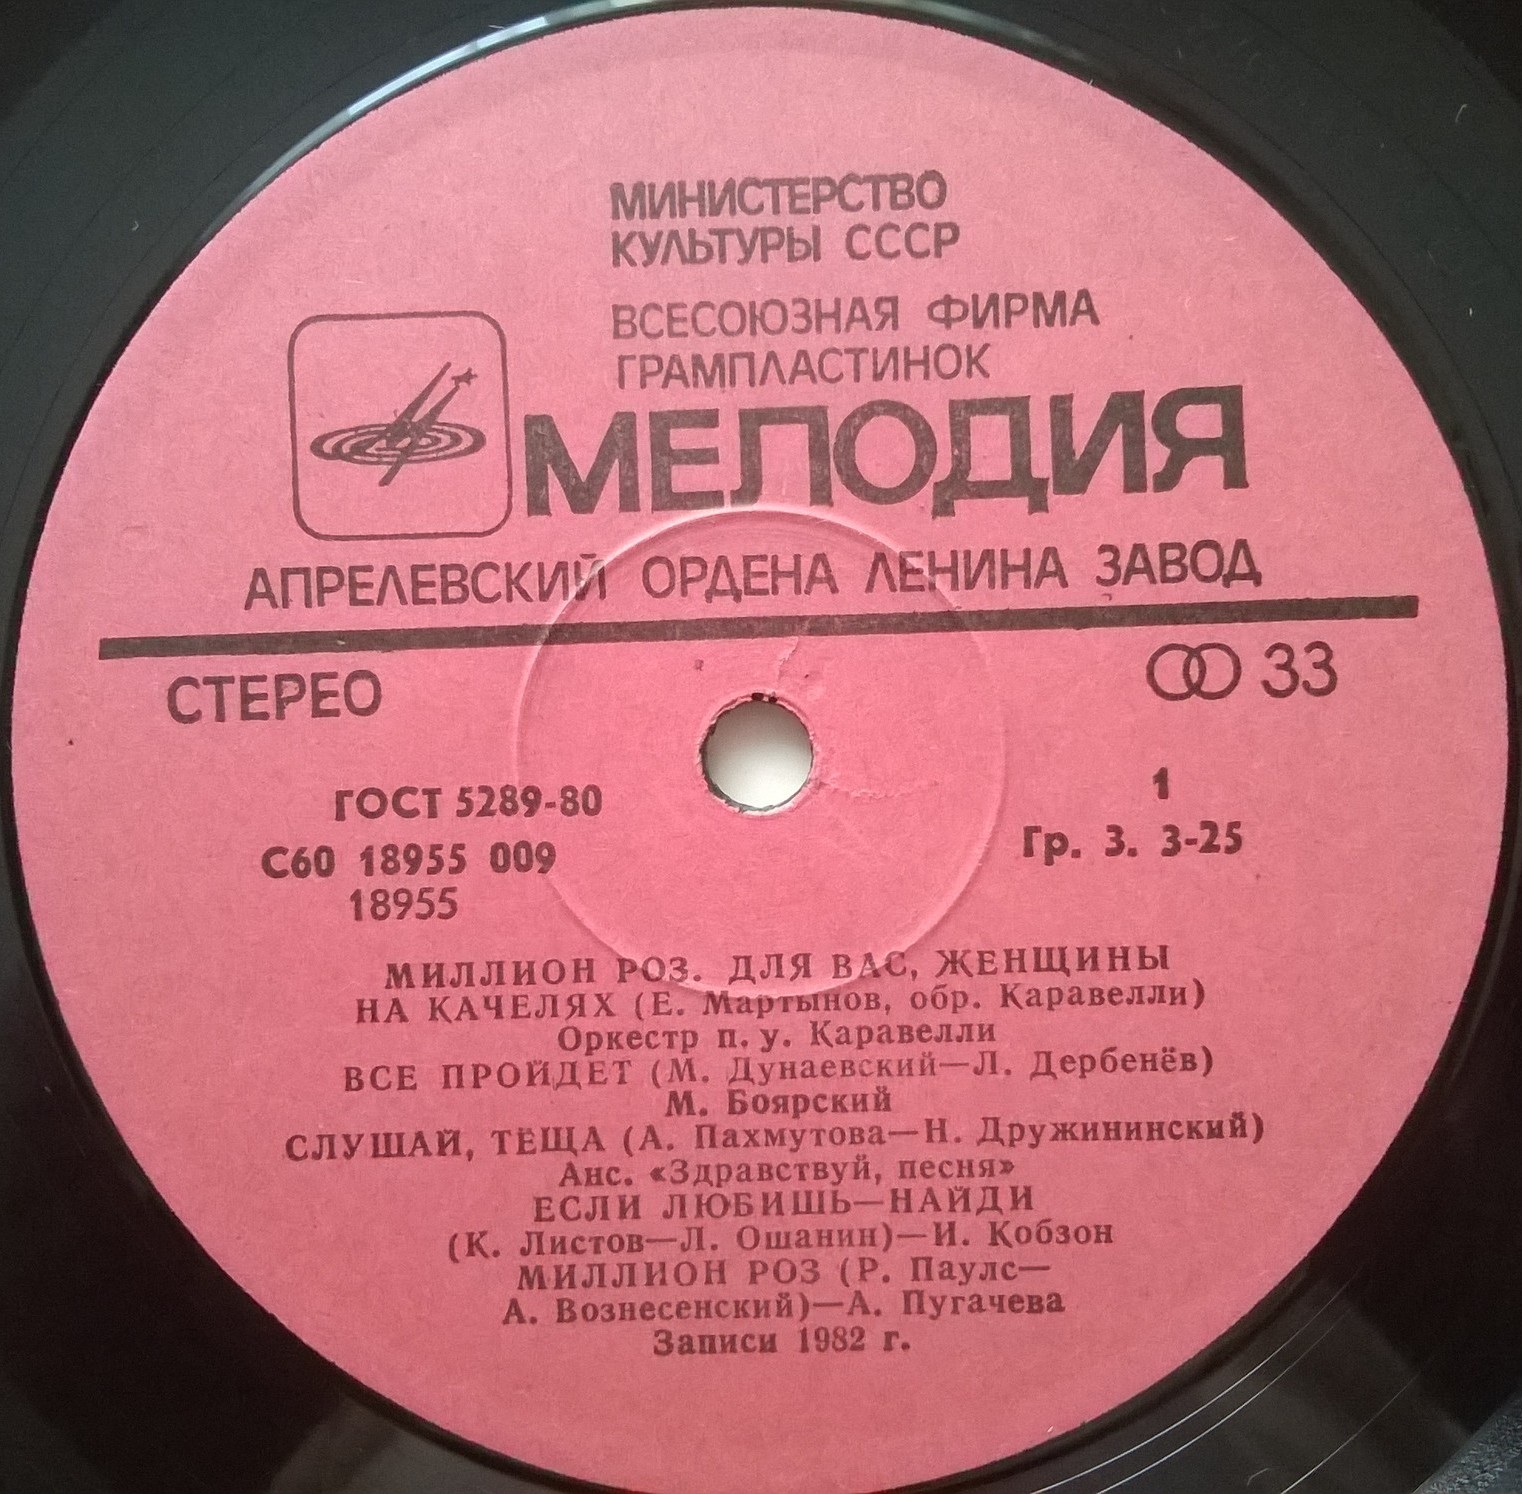 МИНИСТЕРСТВО
КУЛЬТУРЫ СССР
ВСЕСОЮЗНАЯ ФИРМА
ГРАМПЛАСТИНОК
МЕЛОДИЯ
АПРЕЛЕВСКИЙ ОРДЕНА ЛЕНИНА ЗАВОД
СТЕРЕО
33
ГОСТ 5289-80
1
С60 18955 009
Гр. 3. 3-25
18955
МИЛЛИОН РОЗ. ДЛЯ ВАС, ЖЕНЩИНЫ
НА КАЧЕЛЯХ (Е. Мартынов, обр. Каравелли)
Оркестр п. у. Каравелли
ВСЕ ПРОЙДЕТ (М. Дунаевский—Л. Дербенёв)
М. Боярский
СЛУШАЙ, ТЕЩА (А. Пахмутова—Н. Дружининский)
Анс. «Здравствуй, песня»
ЕСЛИ ЛЮБИШЬ—НАЙДИ
(К. Листов—Л. Ошанин)—И. Кобзон
МИЛЛИОН РОЗ (Р. Паулс—
А. Вознесенский)—А. Пугачева
Записи 1982 г.